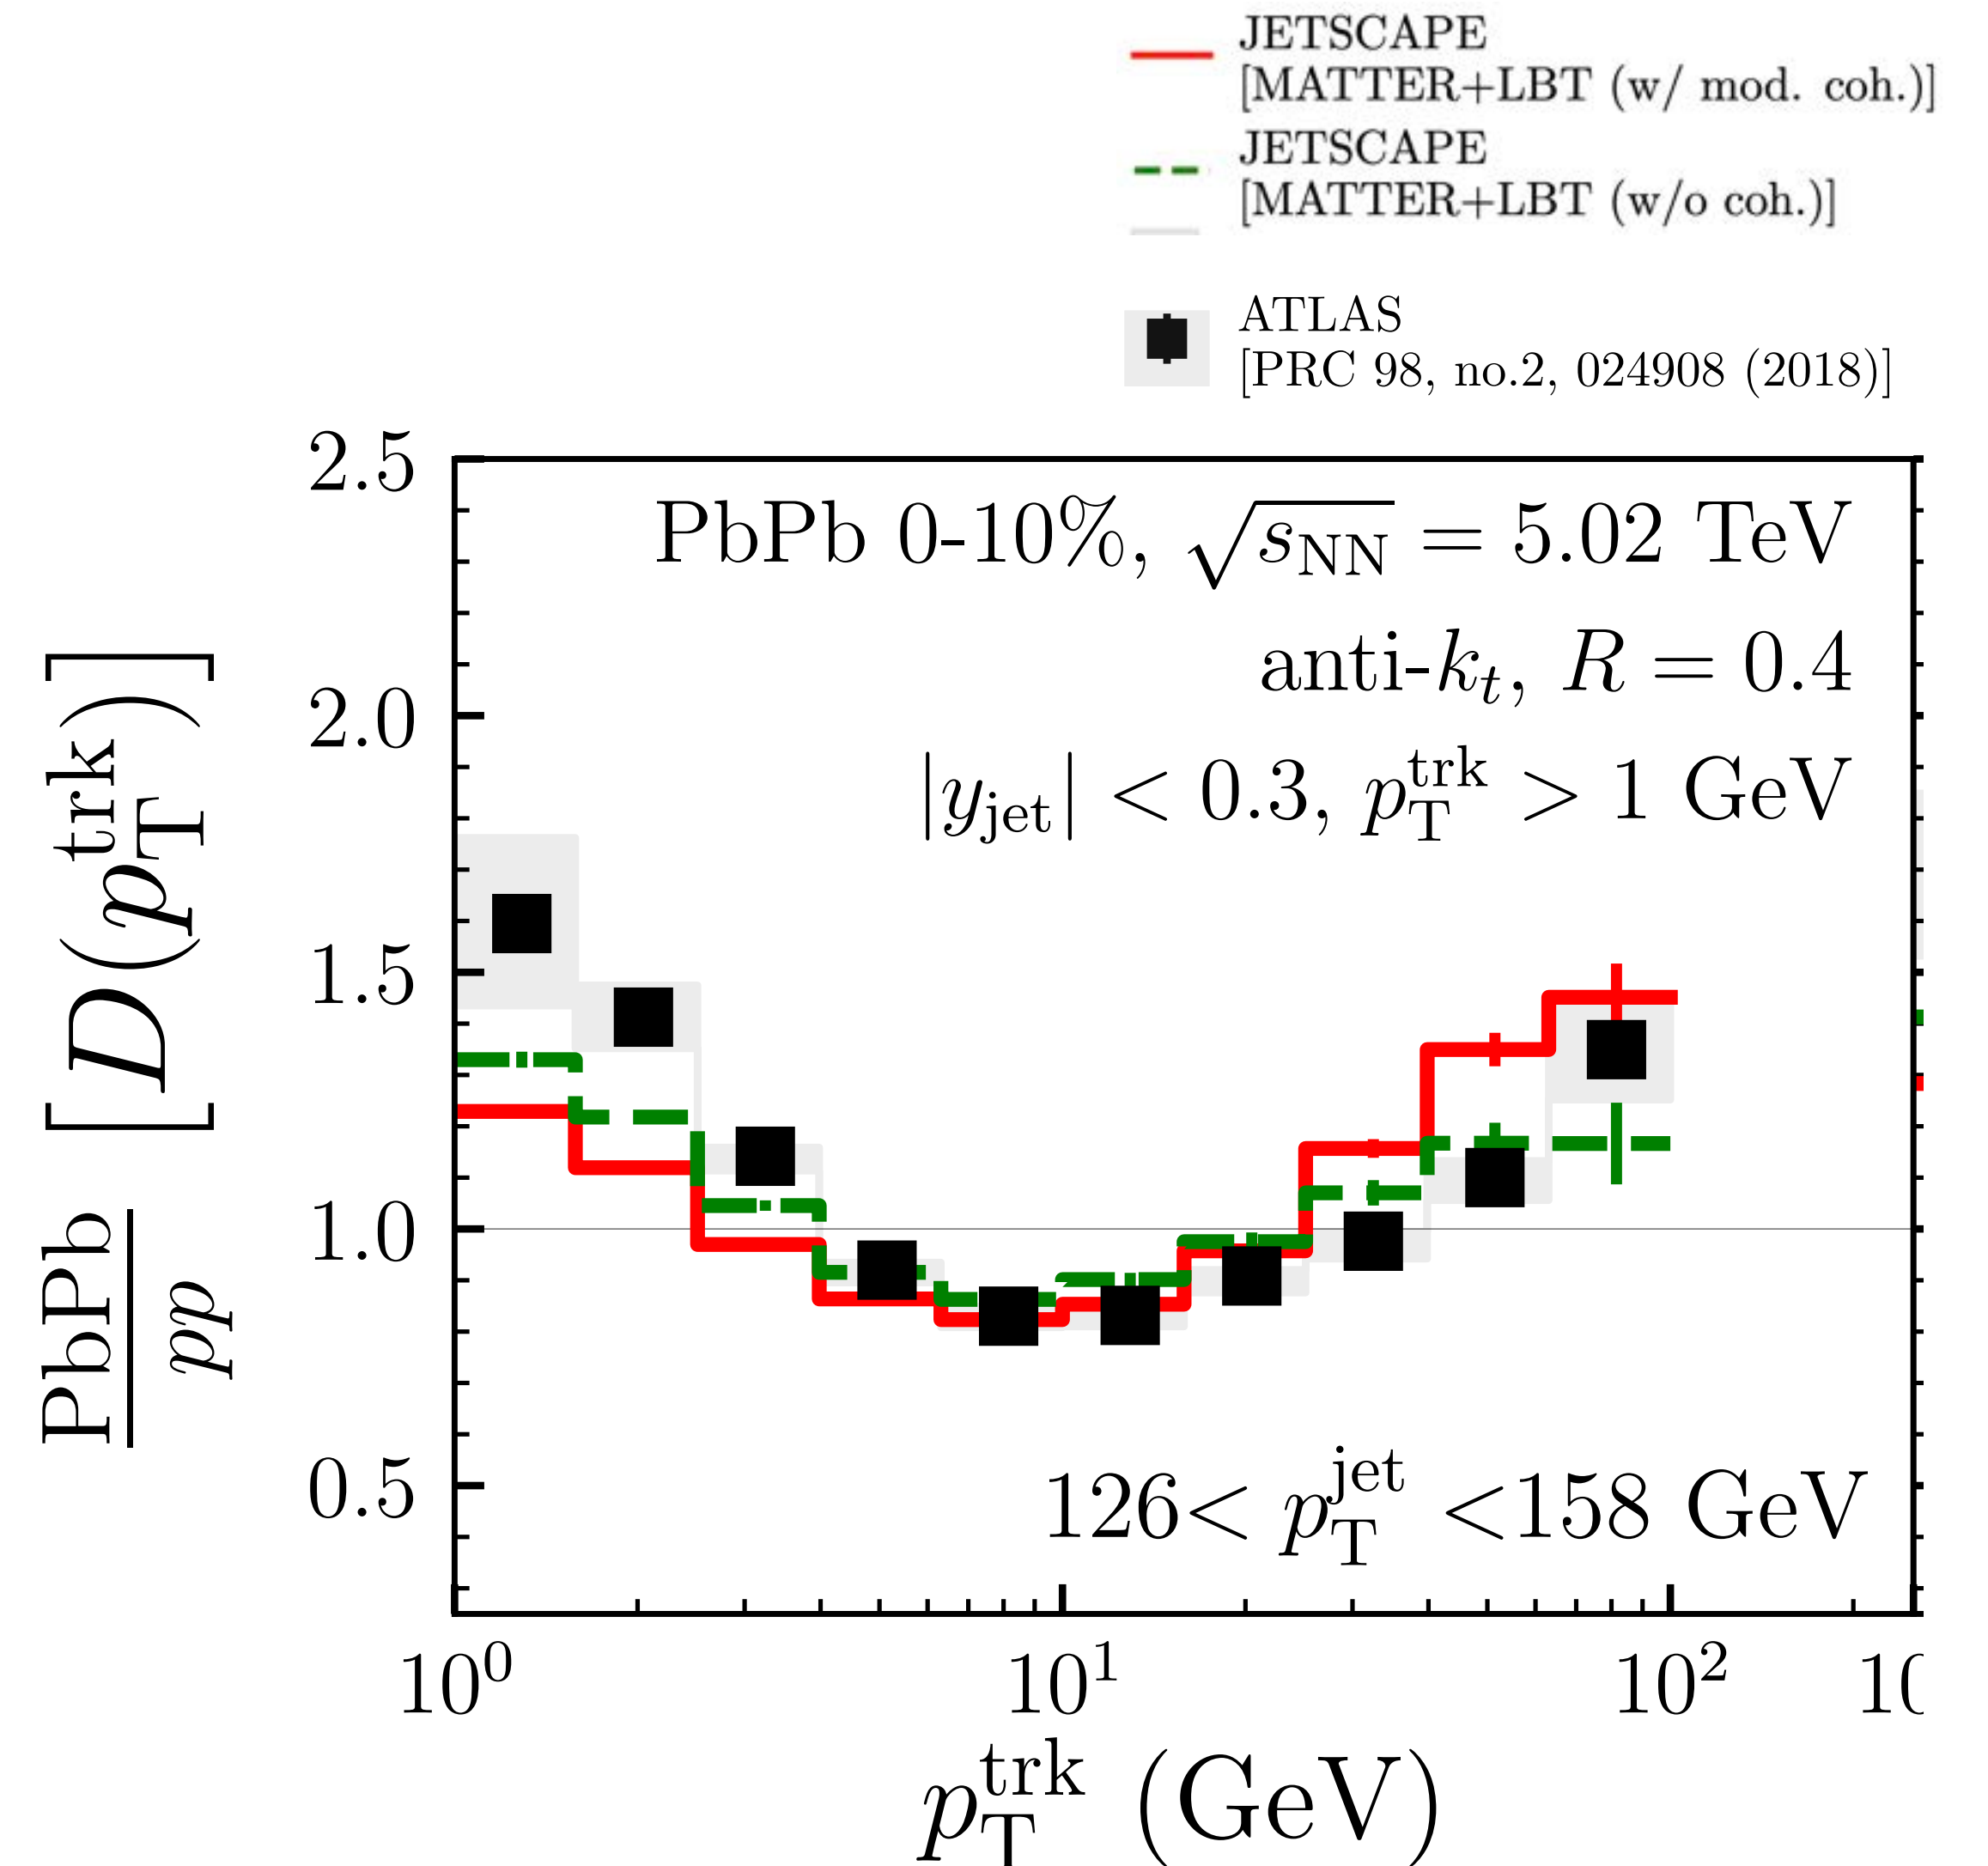 JETSCAPE
[MATTER+LBT (w/ mod. coh.)]
JETSCAPE
[MATTER+LBT (w/o coh.)]
ATLAS
[PRC 98, no.2, 024908 (2018)]
PbPb 0-10%, √s_NN = 5.02 TeV
anti-k_t, R = 0.4
|y_jet| < 0.3, p_T^trk > 1 GeV
126< p_T^jet <158 GeV
PbPb/pp [D(p_T^trk)]
2.5
2.0
1.5
1.0
0.5
10^0 10^1 10^2 10
p_T^trk (GeV)